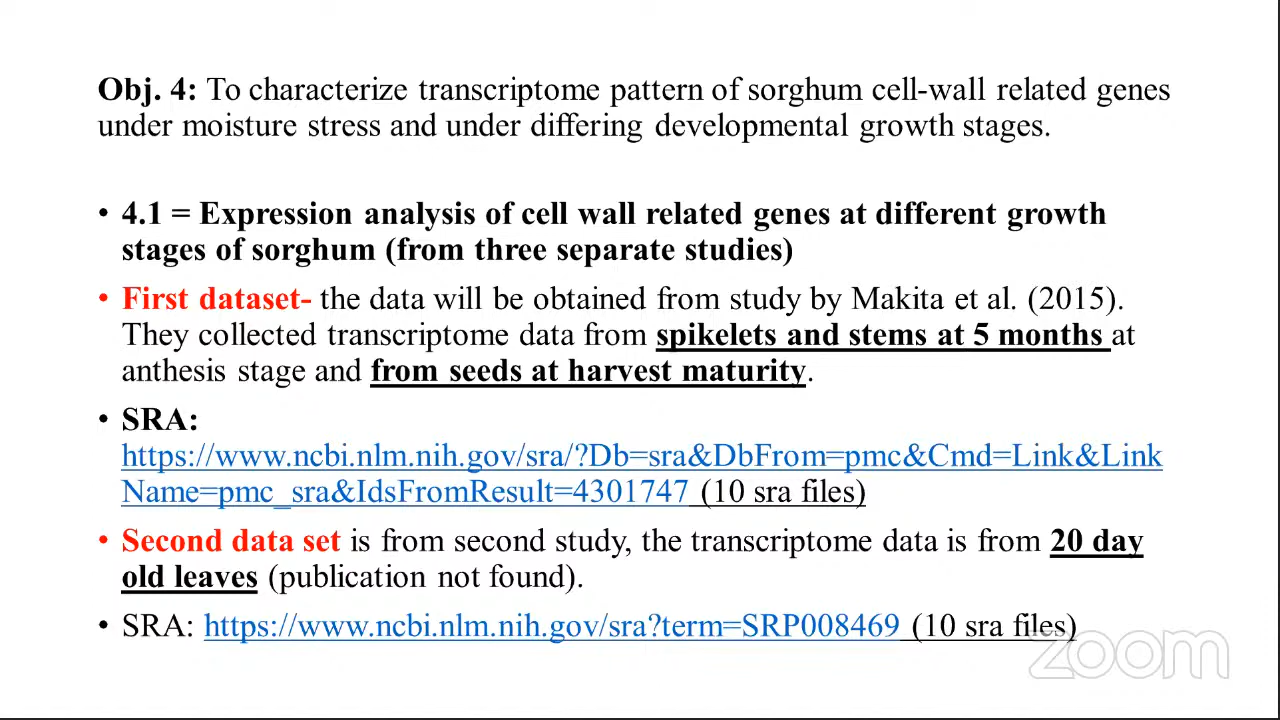 Obj. 4: To characterize transcriptome pattern of sorghum cell-wall related genes
under moisture stress and under differing developmental growth stages.
• 4.1 = Expression analysis of cell wall related genes at different growth
stages of sorghum (from three separate studies)
• First dataset- the data will be obtained from study by Makita et al. (2015).
They collected transcriptome data from spikelets and stems at 5 months at
anthesis stage and from seeds at harvest maturity.
• SRA:
https://www.ncbi.nlm.nih.gov/sra/?Db=sra&DbFrom=pmc&Cmd=Link&Link
Name=pmc_sra&IdsFromResult=4301747 (10 sra files)
• Second data set is from second study, the transcriptome data is from 20 day
old leaves (publication not found).
• SRA: https://www.ncbi.nlm.nih.gov/sra?term=SRP008469 (10 sra files)
zoom